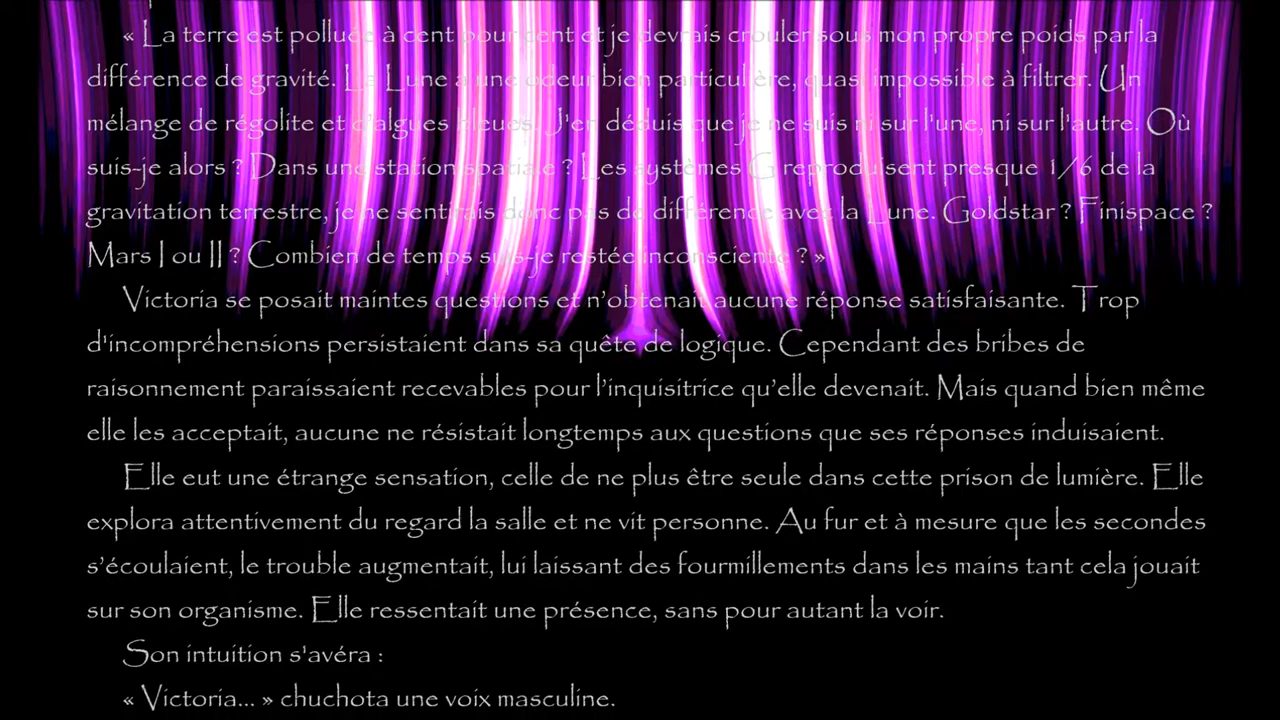 « La terre est polluée à cent pour cent et je devrais crouler sous mon propre poids par la
différence de gravité. La Lune a une odeur bien particulière, quasi impossible à filtrer. Un
mélange de régolite et d'algues bleues. J'en déduis que je ne suis ni sur l'une, ni sur l'autre. Où
suis-je alors ? Dans une station spatiale ? Les systèmes G reproduisent presque 1/6 de la
gravitation terrestre, je ne sentirais donc pas de différence avec la Lune. Goldstar ? Finispace ?
Mars I ou II ? Combien de temps suis-je restée inconsciente ? »
Victoria se posait maintes questions et n’obtenait aucune réponse satisfaisante. Trop
d'incompréhensions persistaient dans sa quête de logique. Cependant des bribes de
raisonnement paraissaient recevables pour l’inquisitrice qu’elle devenait. Mais quand bien même
elle les acceptait, aucune ne résistait longtemps aux questions que ses réponses induisaient.
Elle eut une étrange sensation, celle de ne plus être seule dans cette prison de lumière. Elle
explora attentivement du regard la salle et ne vit personne. Au fur et à mesure que les secondes
s’écoulaient, le trouble augmentait, lui laissant des fourmillements dans les mains tant cela jouait
sur son organisme. Elle ressentait une présence, sans pour autant la voir.
Son intuition s'avéra :
« Victoria... » chuchota une voix masculine.